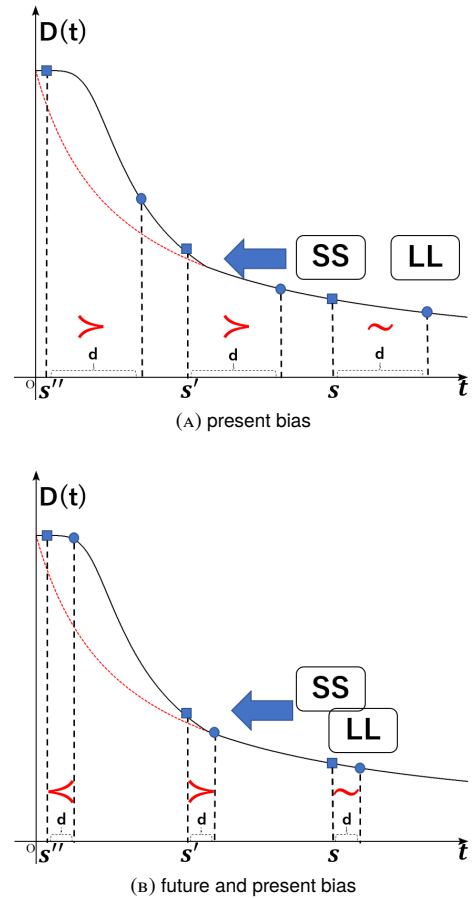 D(t)
SS LL
≻ ≻ ~
d d d
O s'' s' s t
(A) present bias
D(t)
SS
LL
≺ ≻ ~
d d d
O s'' s' s t
(B) future and present bias